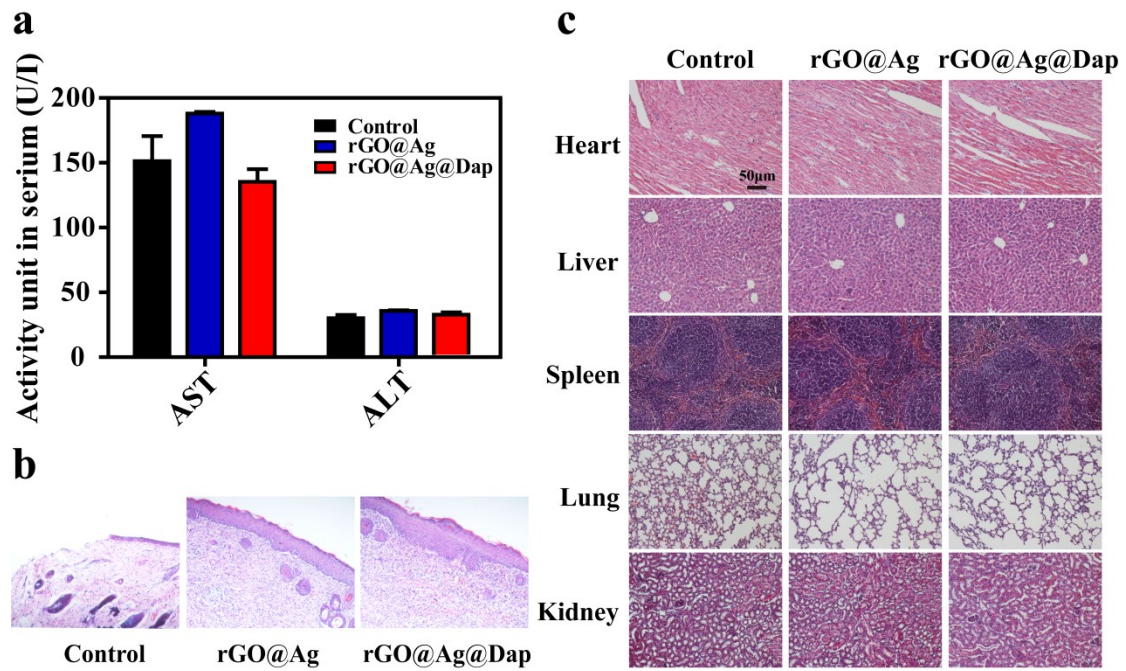 a
Activity unit in serium (U/I)
200
150
100
50
0
Control
rGO@Ag
rGO@Ag@Dap
AST
ALT
b
Control
rGO@Ag
rGO@Ag@Dap
c
Control
rGO@Ag
rGO@Ag@Dap
Heart
50μm
Liver
Spleen
Lung
Kidney